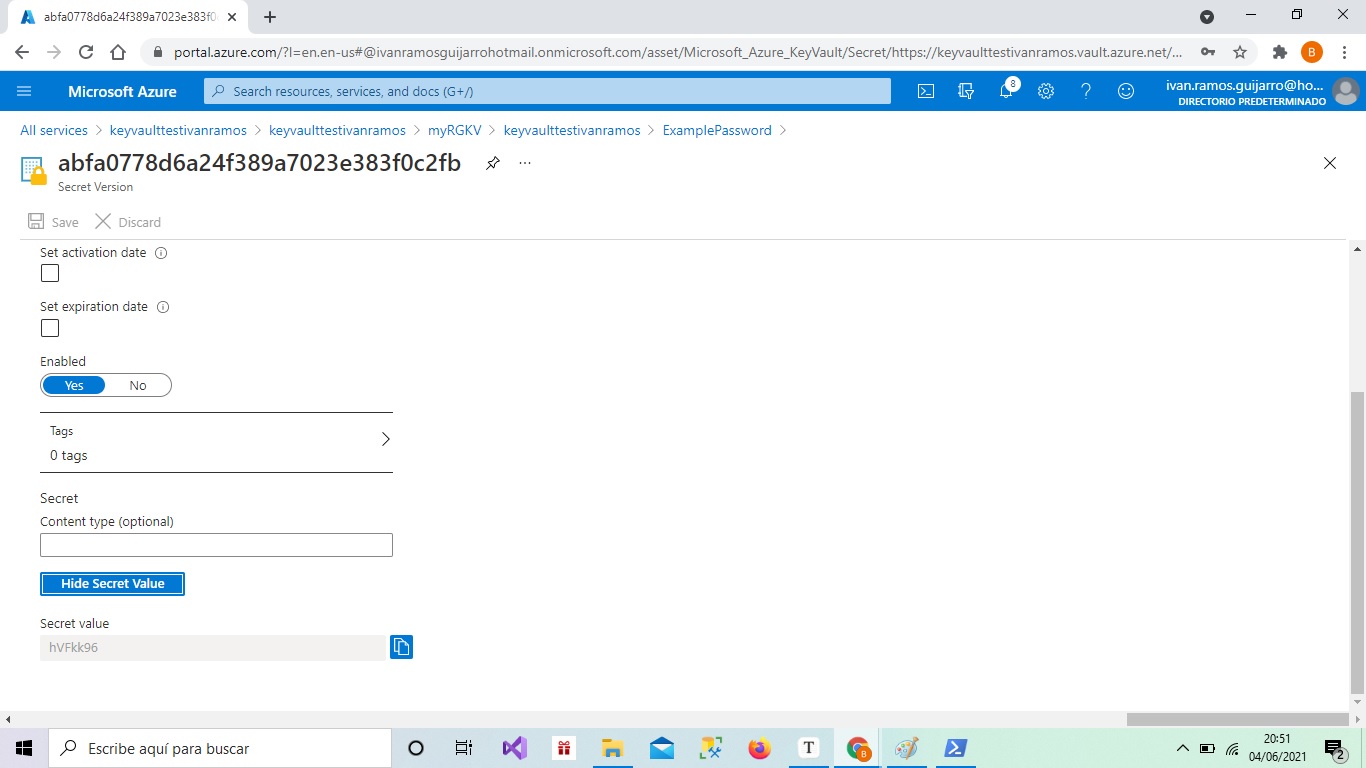 abfa0778d6a24f389a7023e383f0
portal.azure.com/?l=en.en-us#@ivanramosguijarrohotmail.onmicrosoft.com/asset/Microsoft_Azure_KeyVault/Secret/https://keyvaulttestivanramos.vault.azure.net/...
B
Microsoft Azure
Search resources, services, and docs (G+/)
8
ivan.ramos.guijarro@ho...
DIRECTORIO PREDETERMINADO
All services > keyvaulttestivanramos > keyvaulttestivanramos > myRGKV > keyvaulttestivanramos > ExamplePassword >
abfa0778d6a24f389a7023e383f0c2fb
Secret Version
Save Discard
Set activation date
Set expiration date
Enabled
Yes No
Tags
0 tags
Secret
Content type (optional)
Hide Secret Value
Secret value
hVFkk96
Escribe aquí para buscar
T
B
20:51
04/06/2021
2